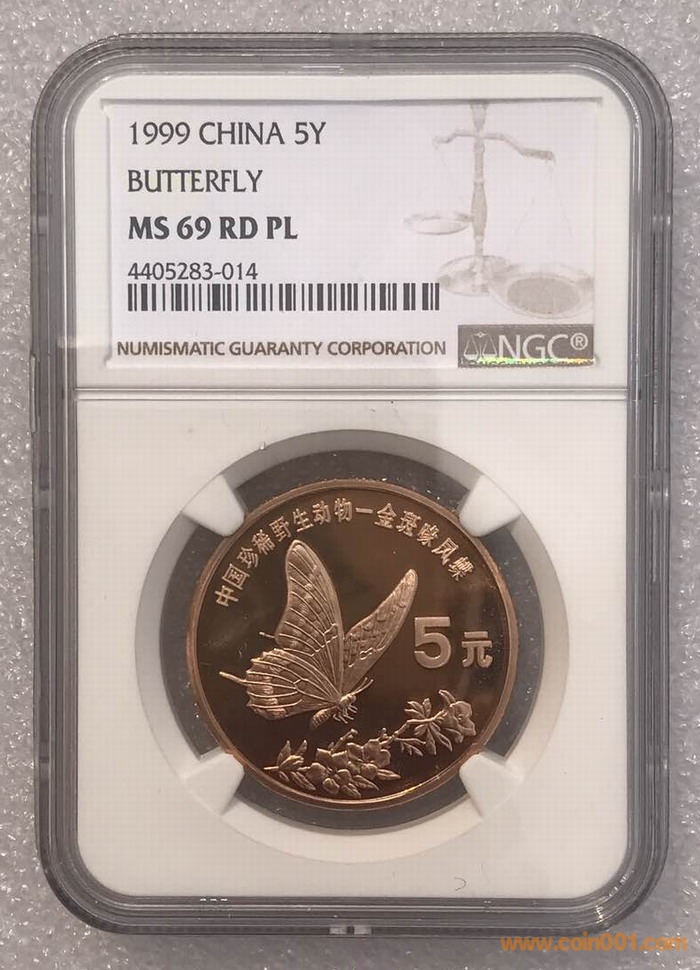 1999 CHINA 5Y
BUTTERFLY
MS 69 RD PL
4405283-014
NUMISMATIC GUARANTY CORPORATION
NGC®
中国珍稀野生动物—金斑喙凤蝶
5元
www.coin001.com